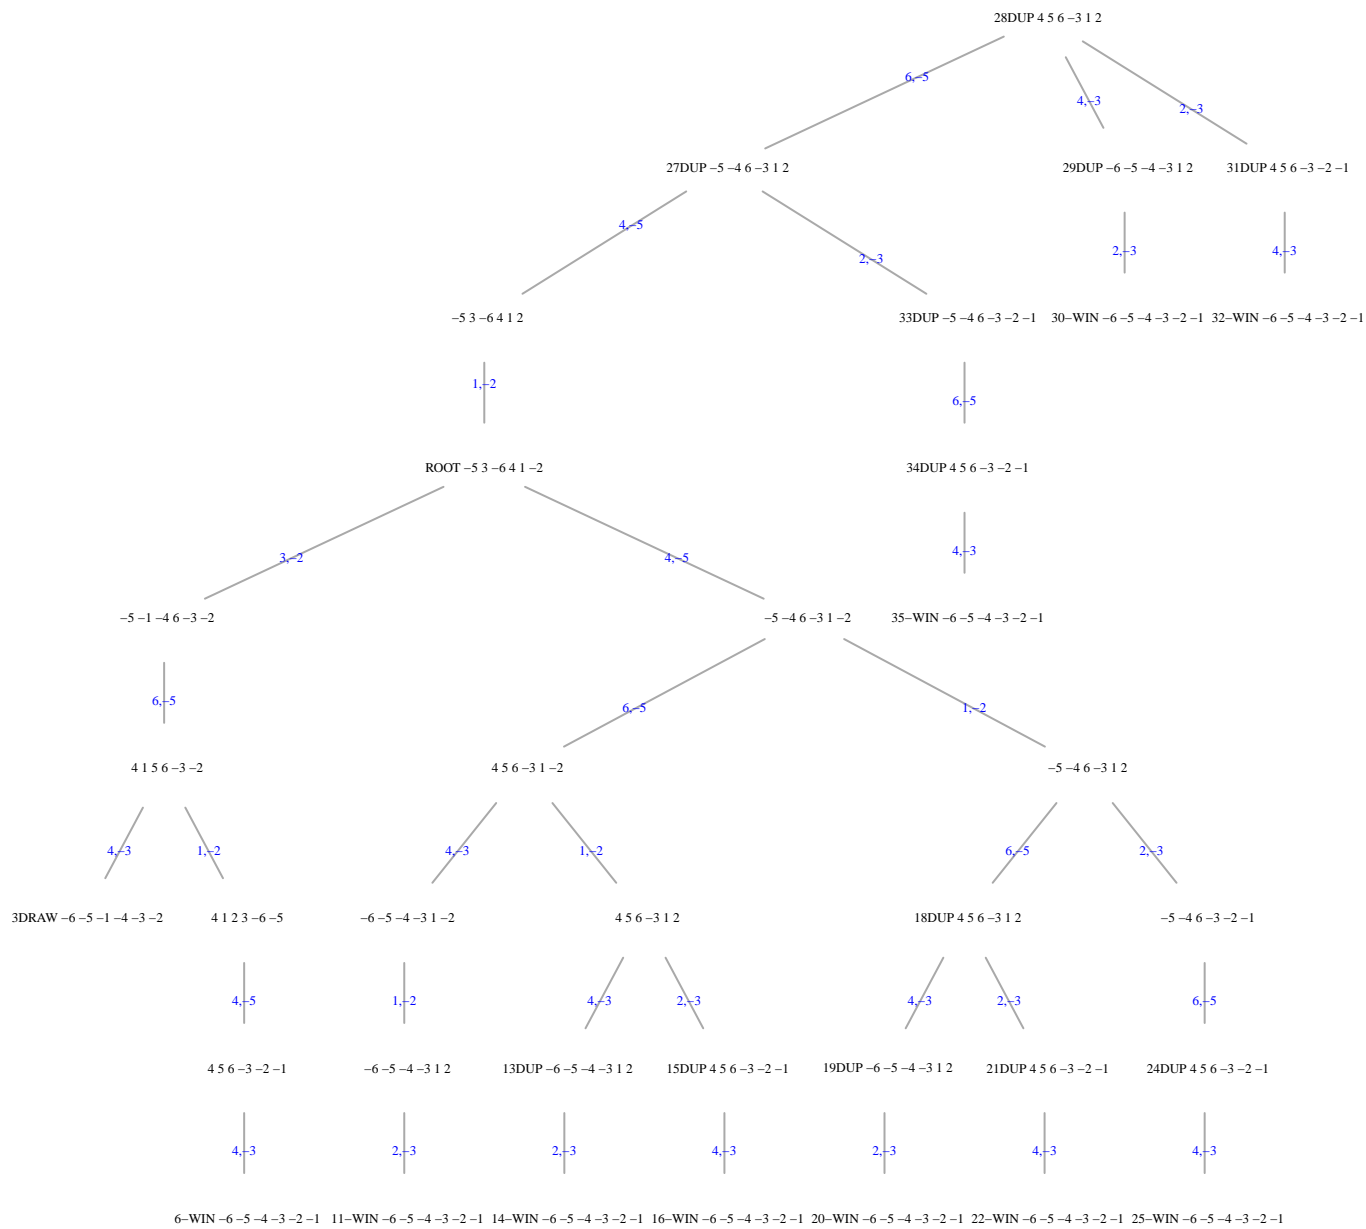 28DUP 4 5 6 −3 1 2
6,−5
4,−3
2,−3
27DUP −5 −4 6 −3 1 2
29DUP −6 −5 −4 −3 1 2
31DUP 4 5 6 −3 −2 −1
4,−5
2,−3
2,−3
4,−3
−5 3 −6 4 1 2
33DUP −5 −4 6 −3 −2 −1
30−WIN −6 −5 −4 −3 −2 −1
32−WIN −6 −5 −4 −3 −2 −1
1,−2
6,−5
ROOT −5 3 −6 4 1 −2
34DUP 4 5 6 −3 −2 −1
3,−2
4,−5
4,−3
−5 −1 −4 6 −3 −2
−5 −4 6 −3 1 −2
35−WIN −6 −5 −4 −3 −2 −1
6,−5
6,−5
1,−2
4 1 5 6 −3 −2
4 5 6 −3 1 −2
−5 −4 6 −3 1 2
4,−3
1,−2
4,−3
1,−2
6,−5
2,−3
3DRAW −6 −5 −1 −4 −3 −2
4 1 2 3 −6 −5
−6 −5 −4 −3 1 −2
4 5 6 −3 1 2
18DUP 4 5 6 −3 1 2
−5 −4 6 −3 −2 −1
4,−5
1,−2
4,−3
2,−3
4,−3
2,−3
6,−5
4 5 6 −3 −2 −1
−6 −5 −4 −3 1 2
13DUP −6 −5 −4 −3 1 2
15DUP 4 5 6 −3 −2 −1
19DUP −6 −5 −4 −3 1 2
21DUP 4 5 6 −3 −2 −1
24DUP 4 5 6 −3 −2 −1
4,−3
2,−3
2,−3
4,−3
2,−3
4,−3
4,−3
6−WIN −6 −5 −4 −3 −2 −1
11−WIN −6 −5 −4 −3 −2 −1
14−WIN −6 −5 −4 −3 −2 −1
16−WIN −6 −5 −4 −3 −2 −1
20−WIN −6 −5 −4 −3 −2 −1
22−WIN −6 −5 −4 −3 −2 −1
25−WIN −6 −5 −4 −3 −2 −1